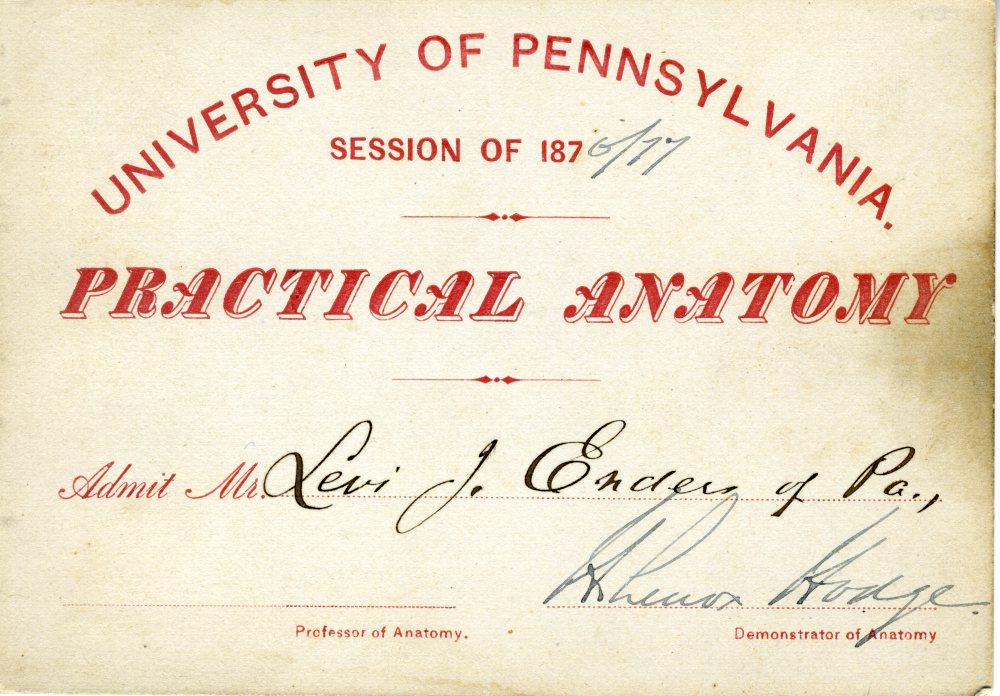 UNIVERSITY OF PENNSYLVANIA.
SESSION OF 1876/77
PRACTICAL ANATOMY
Admit Mr. Levi J. Enders of Pa.,
H Lenox Hodge.
Professor of Anatomy.
Demonstrator of Anatomy